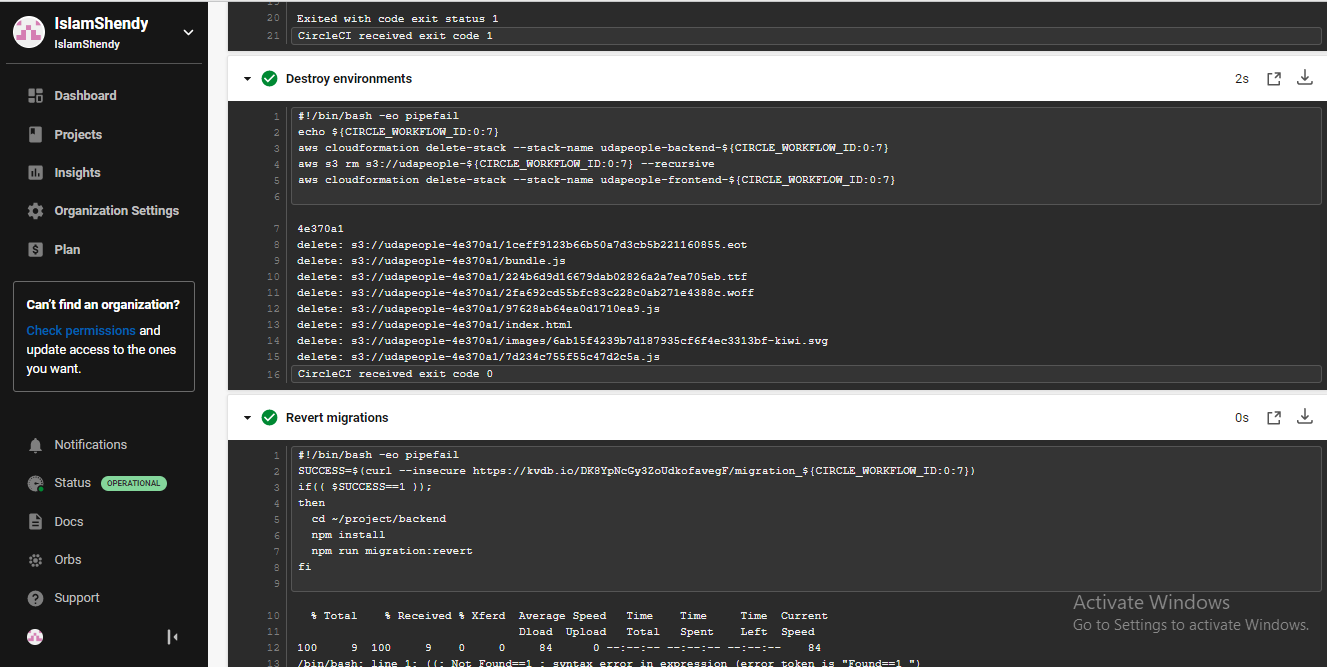 IslamShendy
IslamShendy
Dashboard
Projects
Insights
Organization Settings
Plan
Can't find an organization?
Check permissions and
update access to the ones
you want.
Notifications
Status OPERATIONAL
Docs
Orbs
Support
20 Exited with code exit status 1
21 CircleCI received exit code 1
Destroy environments 2s
1 #!/bin/bash -eo pipefail
2 echo ${CIRCLE_WORKFLOW_ID:0:7}
3 aws cloudformation delete-stack --stack-name udapeople-backend-${CIRCLE_WORKFLOW_ID:0:7}
4 aws s3 rm s3://udapeople-${CIRCLE_WORKFLOW_ID:0:7} --recursive
5 aws cloudformation delete-stack --stack-name udapeople-frontend-${CIRCLE_WORKFLOW_ID:0:7}
6
7 4e370a1
8 delete: s3://udapeople-4e370a1/1ceff9123b66b50a7d3cb5b221160855.eot
9 delete: s3://udapeople-4e370a1/bundle.js
10 delete: s3://udapeople-4e370a1/224b6d9d16679dab02826a2a7ea705eb.ttf
11 delete: s3://udapeople-4e370a1/2fa692cd55bfc83c228c0ab271e4388c.woff
12 delete: s3://udapeople-4e370a1/97628ab64ea0d1710ea9.js
13 delete: s3://udapeople-4e370a1/index.html
14 delete: s3://udapeople-4e370a1/images/6ab15f4239b7d187935cf6f4ec3313bf-kiwi.svg
15 delete: s3://udapeople-4e370a1/7d234c755f55c47d2c5a.js
16 CircleCI received exit code 0
Revert migrations 0s
1 #!/bin/bash -eo pipefail
2 SUCCESS=$(curl --insecure https://kvdb.io/DK8YpNcGy3ZoUdkofavegF/migration_${CIRCLE_WORKFLOW_ID:0:7})
3 if(( $SUCCESS==1 ));
4 then
5 cd ~/project/backend
6 npm install
7 npm run migration:revert
8 fi
9
10 % Total % Received % Xferd Average Speed Time Time Time Current
11 Dload Upload Total Spent Left Speed
12 100 9 100 9 0 0 84 0 --:--:-- --:--:-- --:--:-- 84
13 /bin/bash: line 1: ((: Not Found==1 : syntax error in expression (error token is "Found==1 ")
Activate Windows
Go to Settings to activate Windows.